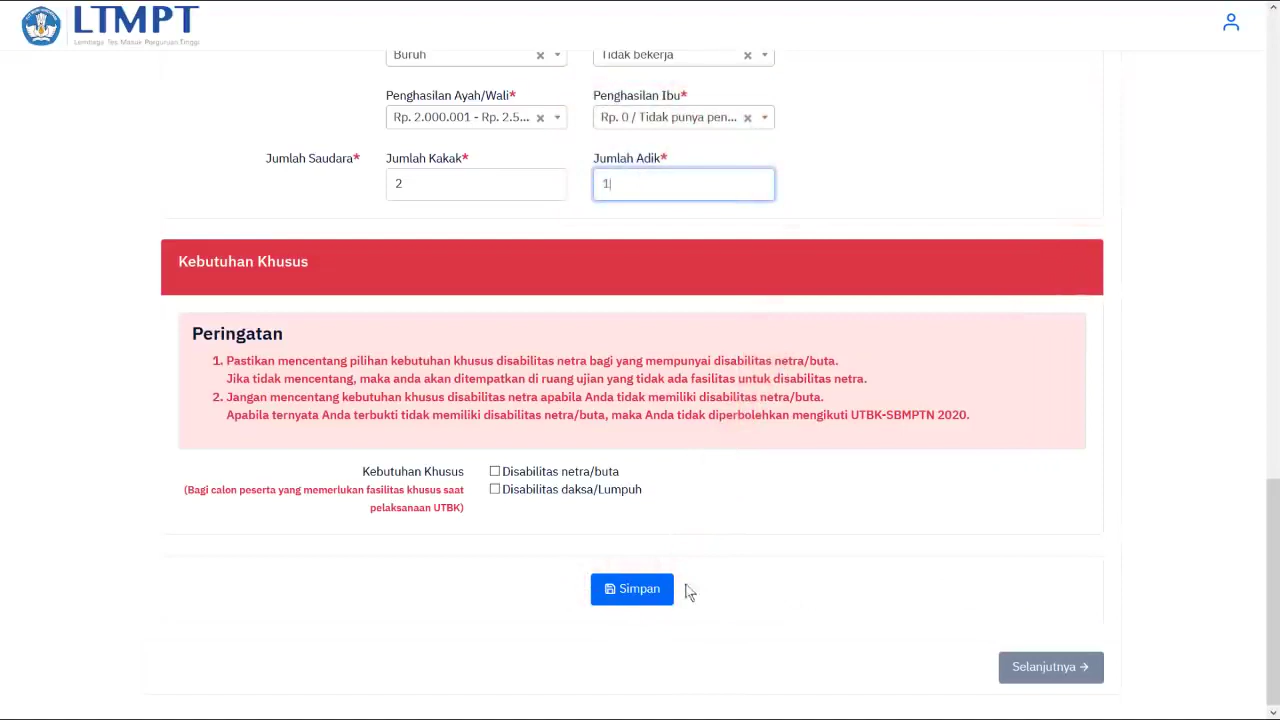 LTMPT
Lembaga Tes Masuk Perguruan Tinggi
Buruh
Tidak bekerja
Penghasilan Ayah/Wali*
Penghasilan Ibu*
Rp. 2.000.001 - Rp. 2.5...
Rp. 0 / Tidak punya pen...
Jumlah Saudara*
Jumlah Kakak*
Jumlah Adik*
2
1
Kebutuhan Khusus
Peringatan
1. Pastikan mencentang pilihan kebutuhan khusus disabilitas netra bagi yang mempunyai disabilitas netra/buta.
Jika tidak mencentang, maka anda akan ditempatkan di ruang ujian yang tidak ada fasilitas untuk disabilitas netra.
2. Jangan mencentang kebutuhan khusus disabilitas netra apabila Anda tidak memiliki disabilitas netra/buta.
Apabila ternyata Anda terbukti tidak memiliki disabilitas netra/buta, maka Anda tidak diperbolehkan mengikuti UTBK-SBMPTN 2020.
Kebutuhan Khusus
(Bagi calon peserta yang memerlukan fasilitas khusus saat
pelaksanaan UTBK)
Disabilitas netra/buta
Disabilitas daksa/Lumpuh
Simpan
Selanjutnya →